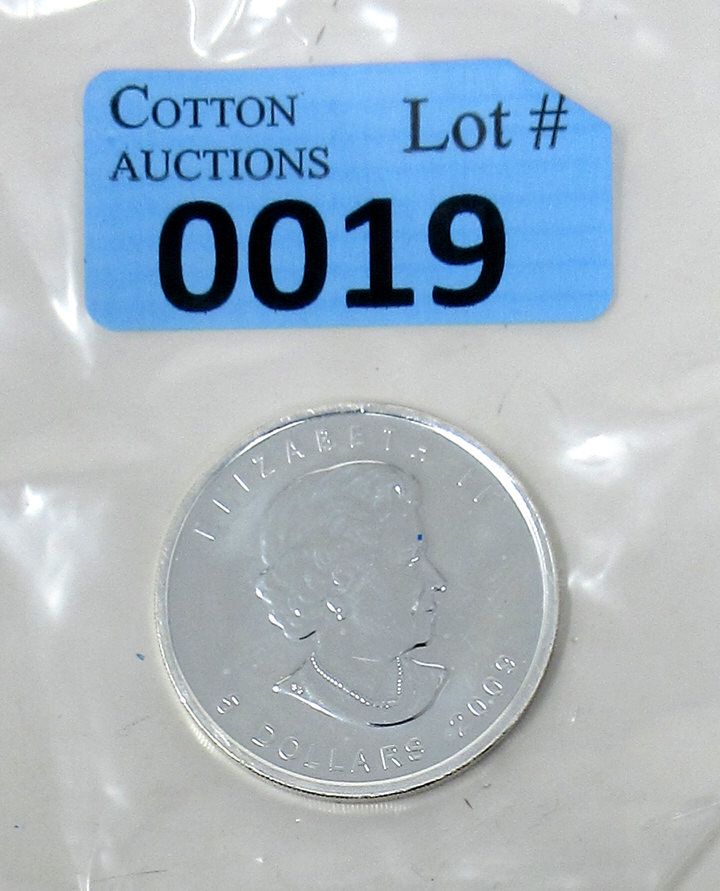 COTTON
AUCTIONS
Lot #
0019
ELIZABETH II
5 DOLLARS 2009